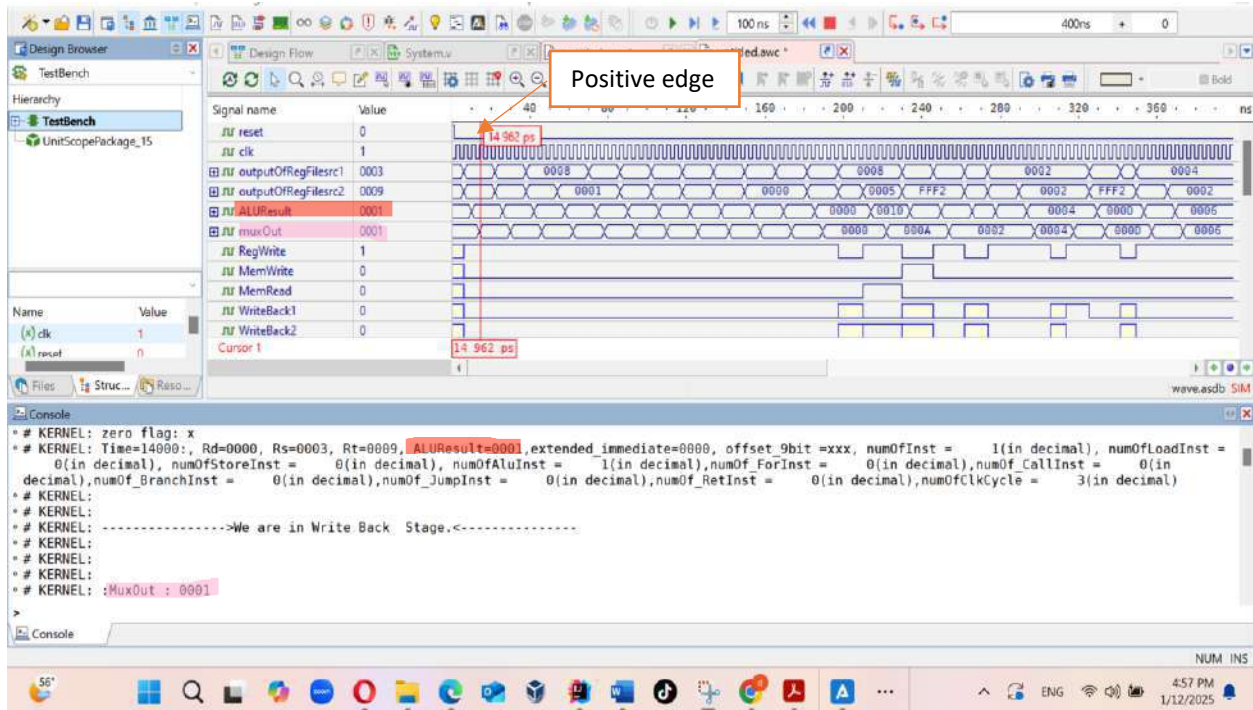 100 ns
400ns + 0
Design Browser
Design Flow
System.v
led.awc *
TestBench
Positive edge
Bold
Hierarchy
TestBench
UnitScopePackage_15
Signal name Value 40 160 200 240 280 320 360 ns
reset 0
14 962 ps
clk 1
outputOfRegFilesrc1 0003 0008 0008 0002 0004
outputOfRegFilesrc2 0009 0001 0000 0005 FFF2 0002 FFF2 0002
ALUResult 0001 0000 0010 0004 000D 0006
muxOut 0001 0000 000A 0002 0004 000D 0006
RegWrite 1
MemWrite 0
MemRead 0
Name Value
WriteBack1 0
(x) clk 1
WriteBack2 0
(x) reset 0
Cursor 1 14 962 ps
Files Struc... Reso...
wave.asdb SIM
Console
# KERNEL: zero flag: x
# KERNEL: Time=14000:, Rd=0000, Rs=0003, Rt=0009, ALUResult=0001,extended_immediate=0000, offset_9bit =xxx, numOfInst = 1(in decimal), numOfLoadInst =
0(in decimal), numOfStoreInst = 0(in decimal), numOfAluInst = 1(in decimal),numOf_ForInst = 0(in decimal),numOf_CallInst = 0(in
decimal),numOf_BranchInst = 0(in decimal),numOf_JumpInst = 0(in decimal),numOf_RetInst = 0(in decimal),numOfClkCycle = 3(in decimal)
# KERNEL:
# KERNEL:
# KERNEL: ---------------->We are in Write Back Stage.<---------------
# KERNEL:
# KERNEL:
# KERNEL:
# KERNEL: :MuxOut : 0001
>
Console
NUM INS
56°
ENG
4:57 PM
1/12/2025